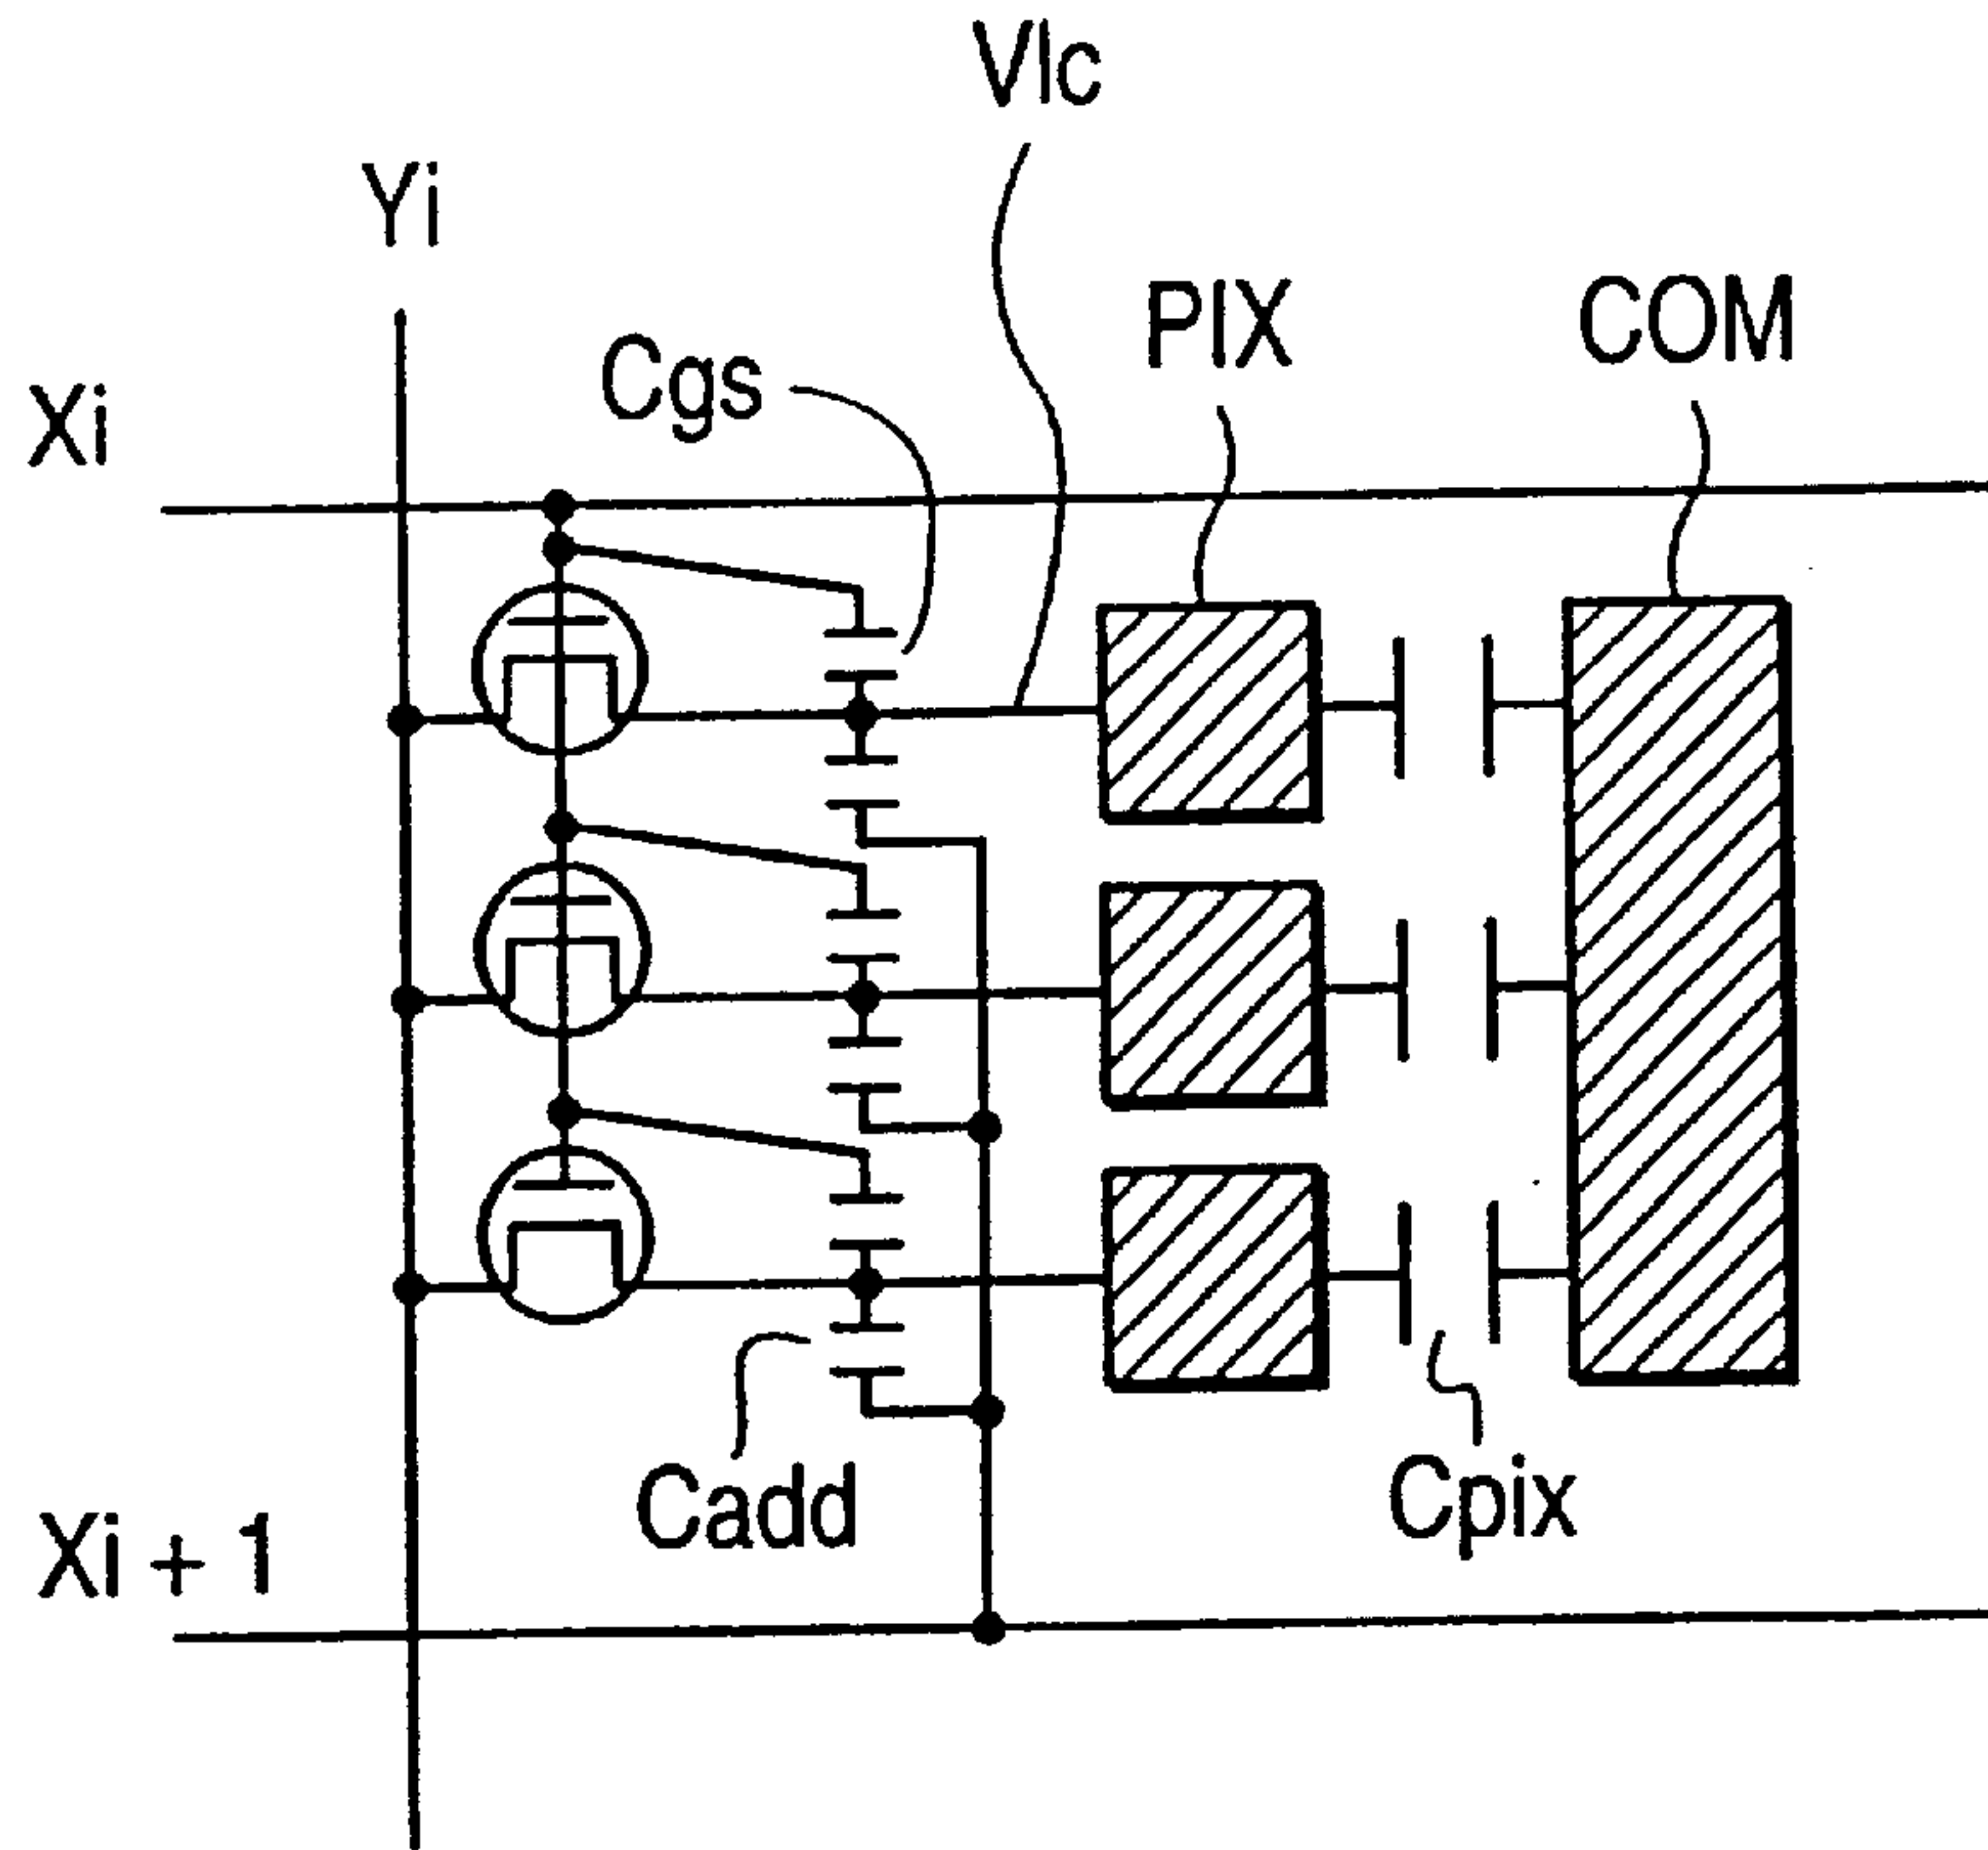 Vlc
Yi
PIX
COM
Cgs
Xi
Cadd
Cpix
Xi + 1